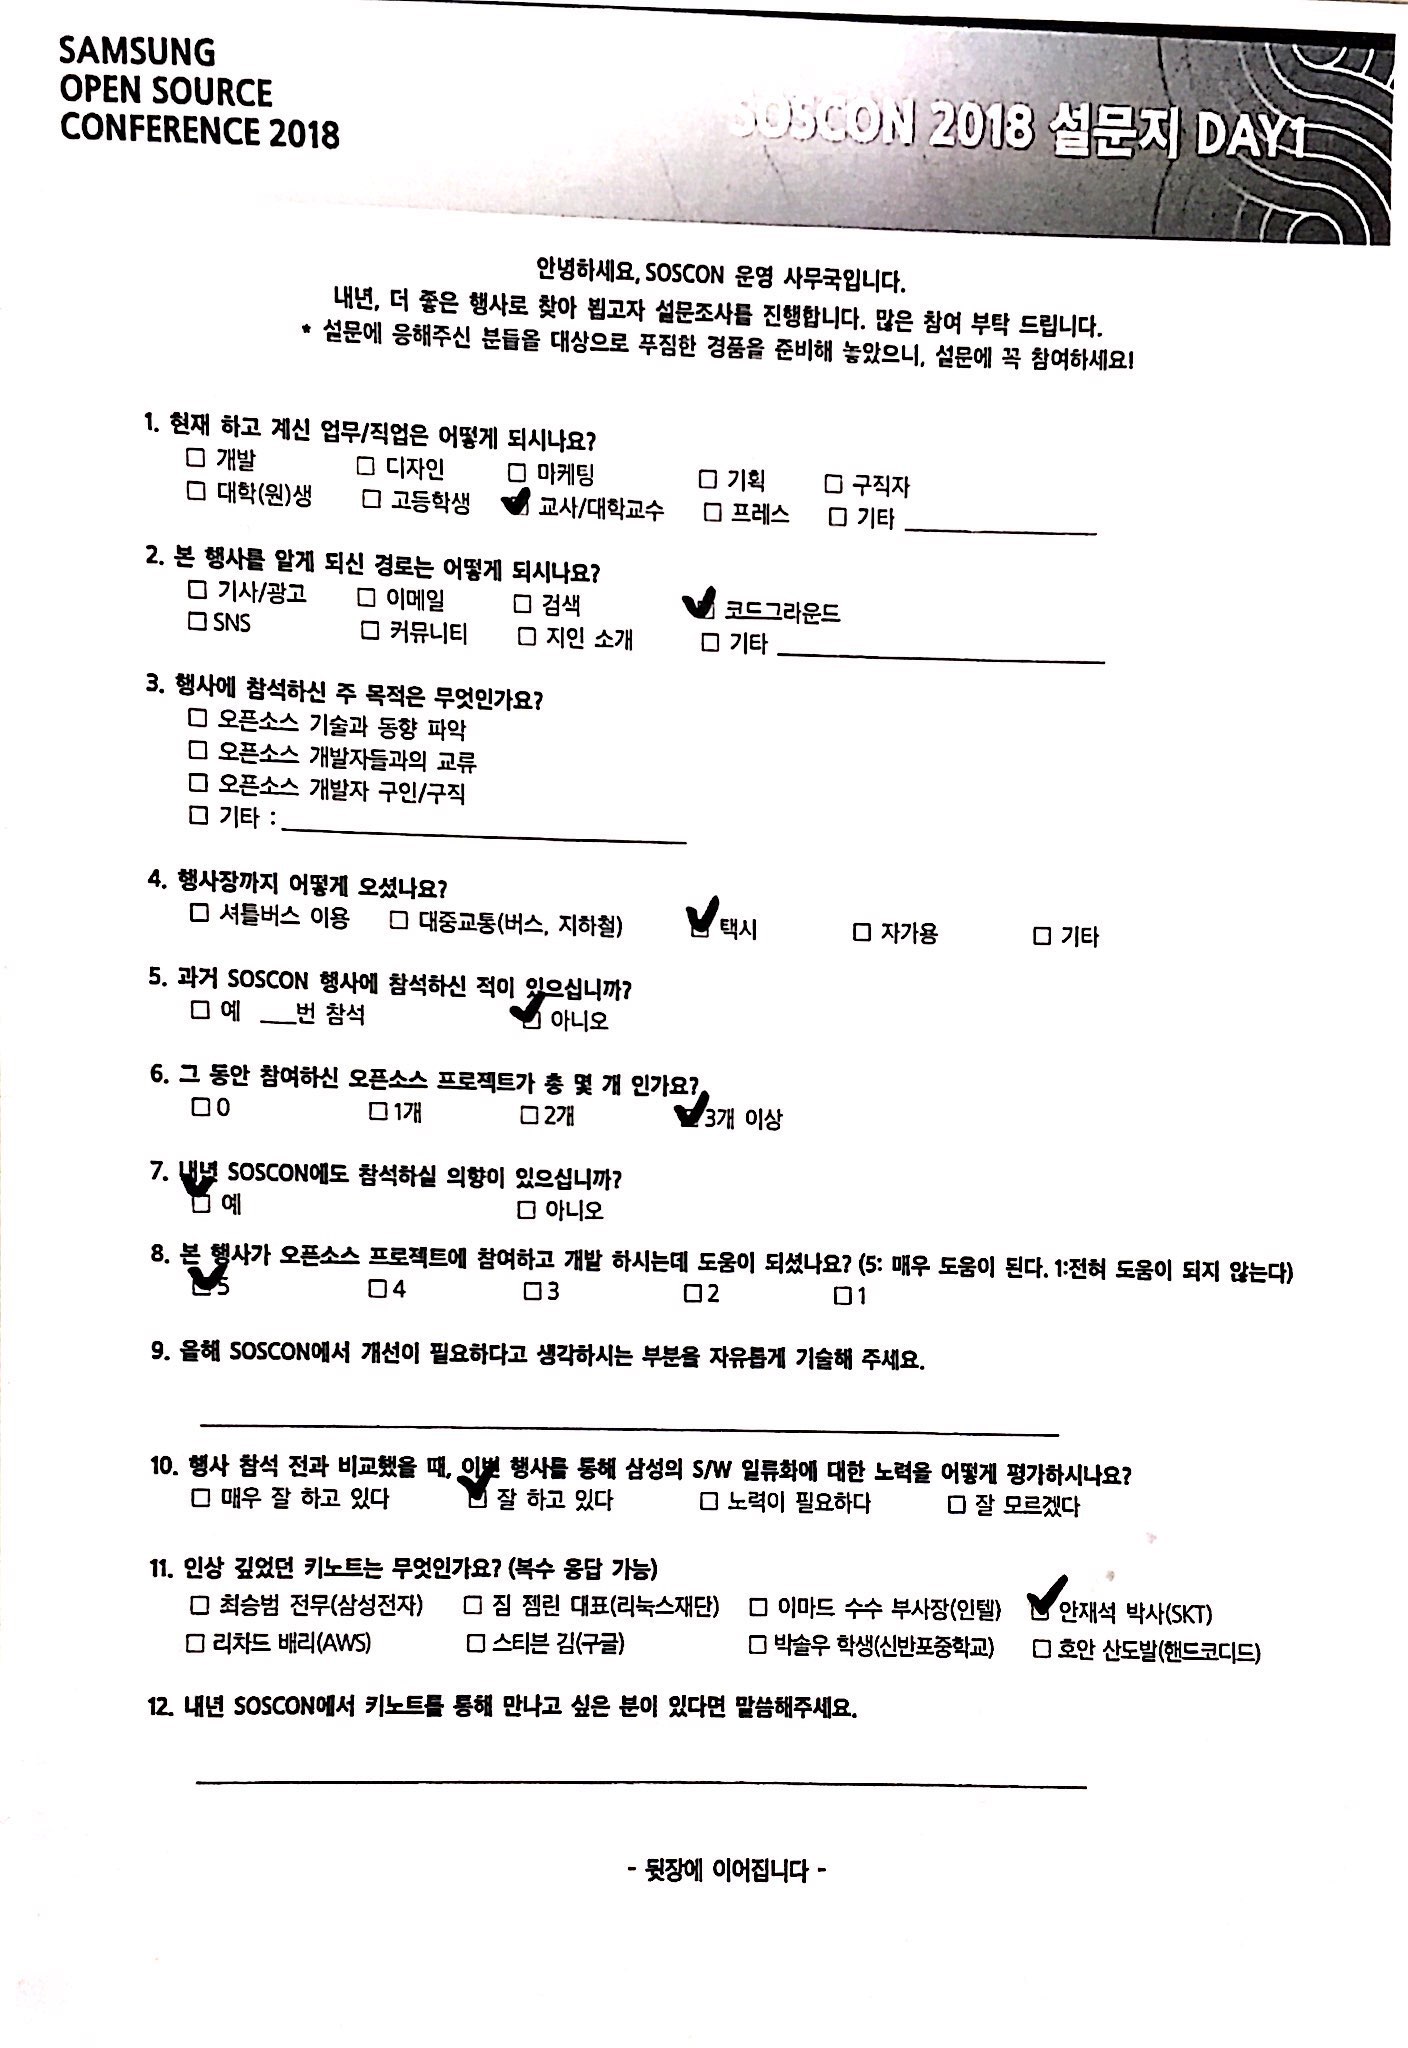 SAMSUNG
OPEN SOURCE
CONFERENCE 2018
SOSCON 2018 설문지 DAY1
안녕하세요, SOSCON 운영 사무국입니다.
내년, 더 좋은 행사로 찾아 뵙고자 설문조사를 진행합니다. 많은 참여 부탁 드립니다.
* 설문에 응해주신 분들을 대상으로 푸짐한 경품을 준비해 놓았으니, 설문에 꼭 참여하세요!
1. 현재 하고 계신 업무/직업은 어떻게 되시나요?
□ 개발 □ 디자인 □ 마케팅 □ 기획 □ 구직자
□ 대학(원)생 □ 고등학생 ☑ 교사/대학교수 □ 프레스 □ 기타
2. 본 행사를 알게 되신 경로는 어떻게 되시나요?
□ 기사/광고 □ 이메일 □ 검색 ☑ 코드그라운드
□ SNS □ 커뮤니티 □ 지인 소개 □ 기타
3. 행사에 참석하신 주 목적은 무엇인가요?
□ 오픈소스 기술과 동향 파악
□ 오픈소스 개발자들과의 교류
□ 오픈소스 개발자 구인/구직
□ 기타 :
4. 행사장까지 어떻게 오셨나요?
□ 셔틀버스 이용 □ 대중교통(버스, 지하철) ☑ 택시 □ 자가용 □ 기타
5. 과거 SOSCON 행사에 참석하신 적이 있으십니까?
□ 예 ___번 참석 ☑ 아니오
6. 그 동안 참여하신 오픈소스 프로젝트가 총 몇 개 인가요?
□ 0 □ 1개 □ 2개 ☑ 3개 이상
7. 내년 SOSCON에도 참석하실 의향이 있으십니까?
☑ 예 □ 아니오
8. 본 행사가 오픈소스 프로젝트에 참여하고 개발 하시는데 도움이 되셨나요? (5: 매우 도움이 된다. 1:전혀 도움이 되지 않는다)
☑ 5 □ 4 □ 3 □ 2 □ 1
9. 올해 SOSCON에서 개선이 필요하다고 생각하시는 부분을 자유롭게 기술해 주세요.
10. 행사 참석 전과 비교했을 때, 이번 행사를 통해 삼성의 S/W 일류화에 대한 노력을 어떻게 평가하시나요?
□ 매우 잘 하고 있다 ☑ 잘 하고 있다 □ 노력이 필요하다 □ 잘 모르겠다
11. 인상 깊었던 키노트는 무엇인가요? (복수 응답 가능)
□ 최승범 전무(삼성전자) □ 짐 젬린 대표(리눅스재단) □ 이마드 수수 부사장(인텔) ☑ 안재석 박사(SKT)
□ 리차드 배리(AWS) □ 스티븐 김(구글) □ 박솔우 학생(신반포중학교) □ 호안 산도발(핸드코디드)
12. 내년 SOSCON에서 키노트를 통해 만나고 싶은 분이 있다면 말씀해주세요.
- 뒷장에 이어집니다 -